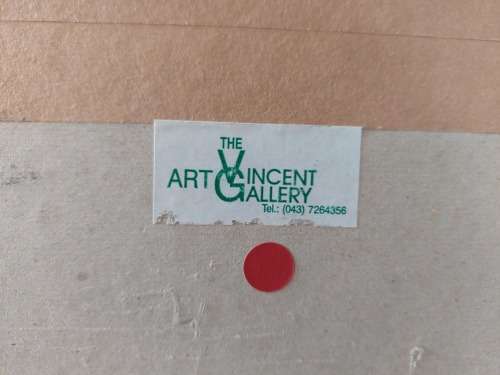 THE
ART VINCENT
GALLERY
Tel.: (043) 7264356